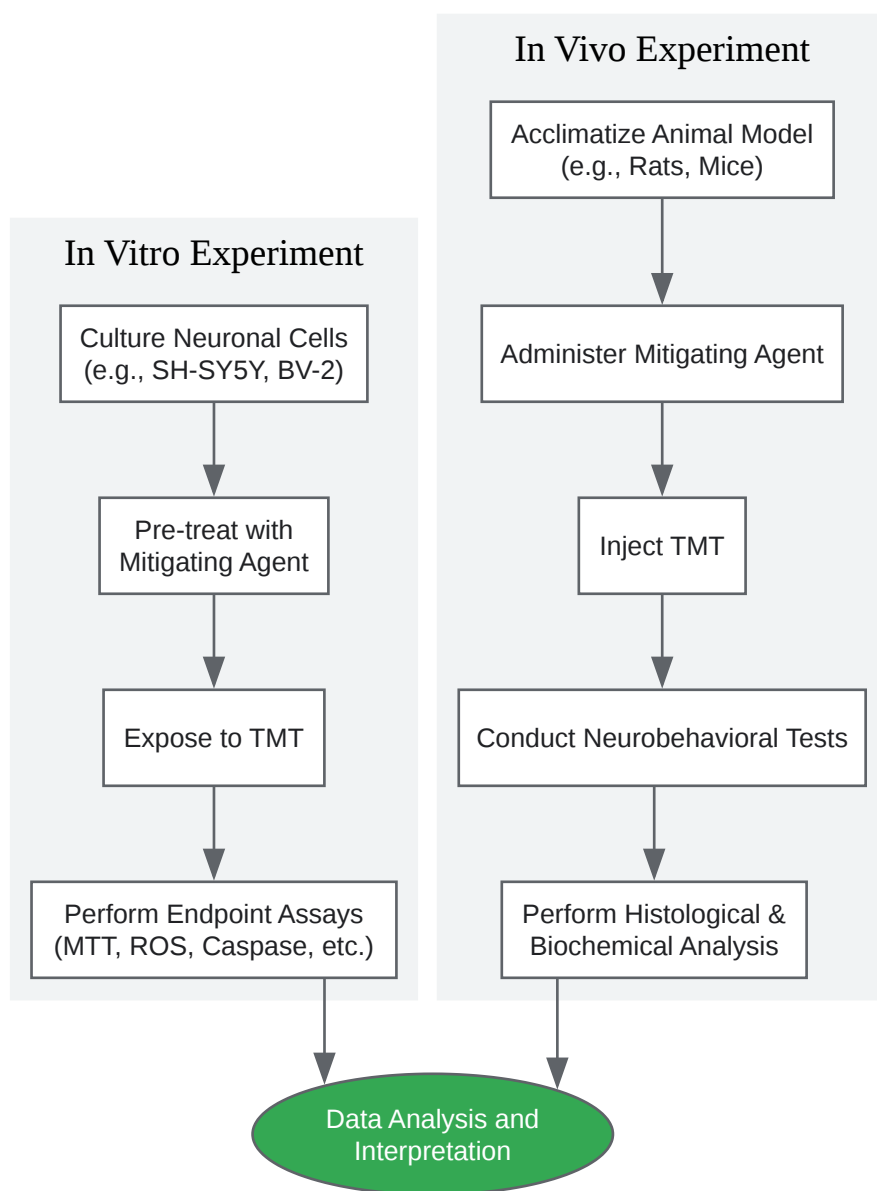 In Vitro Experiment
Culture Neuronal Cells
(e.g., SH-SY5Y, BV-2)
Pre-treat with
Mitigating Agent
Expose to TMT
Perform Endpoint Assays
(MTT, ROS, Caspase, etc.)
In Vivo Experiment
Acclimatize Animal Model
(e.g., Rats, Mice)
Administer Mitigating Agent
Inject TMT
Conduct Neurobehavioral Tests
Perform Histological &
Biochemical Analysis
Data Analysis and
Interpretation